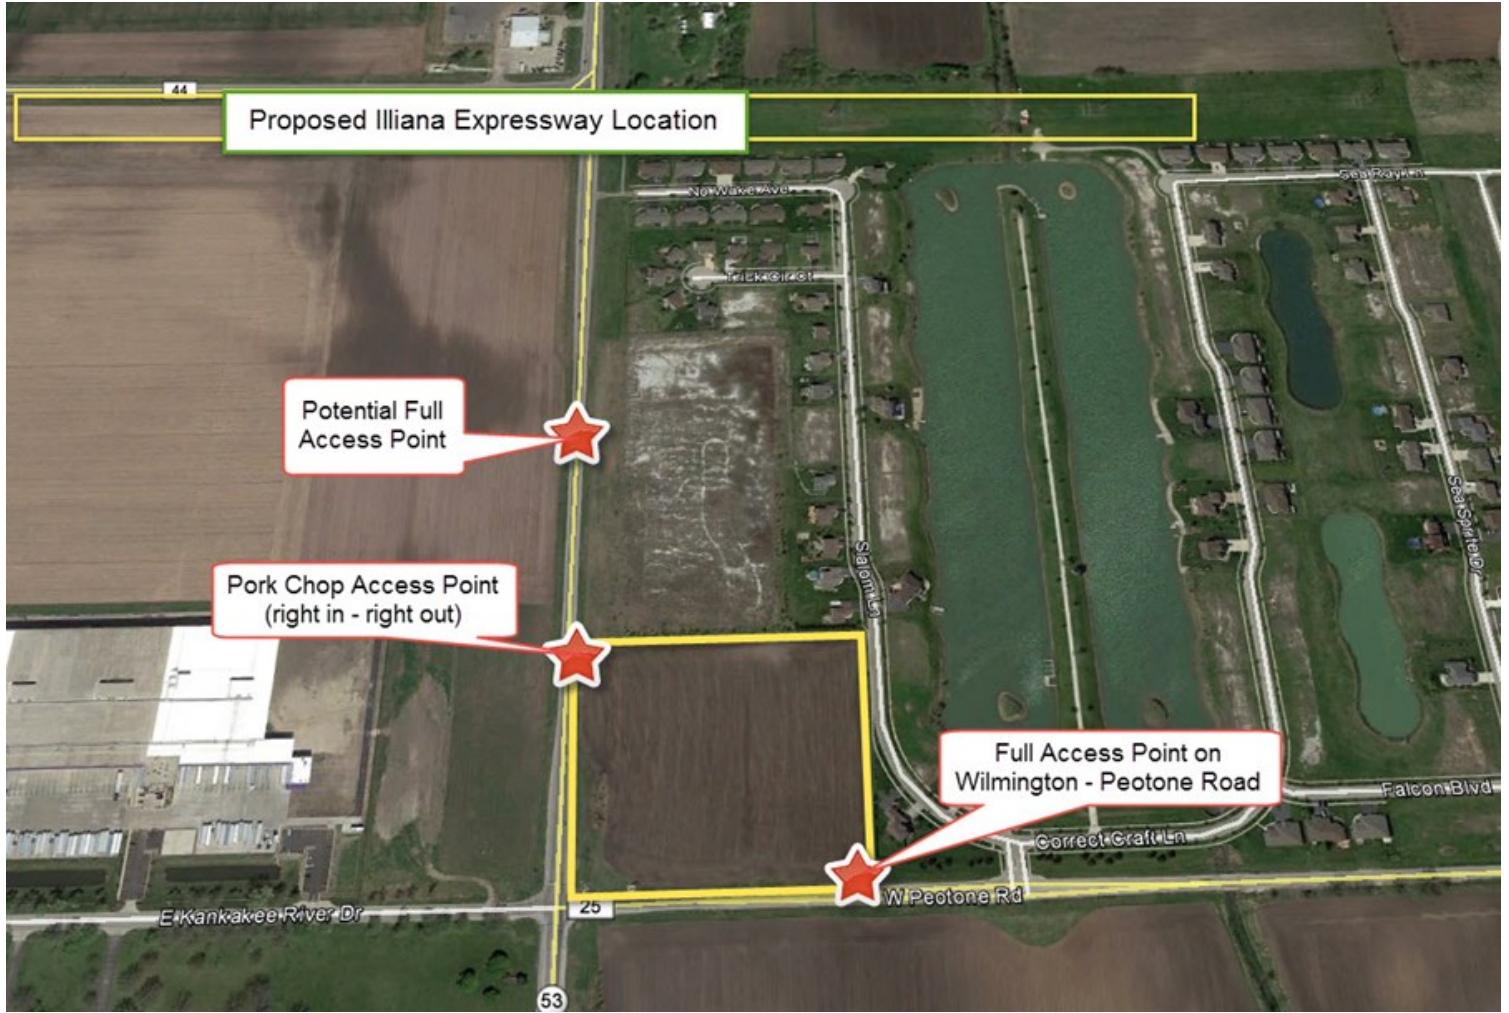 44
Proposed Illiana Expressway Location
No Wake Ave
Sea Ray Ln
Trick Cir Ct
Potential Full
Access Point
Sea Sprite Dr
Slalom Ln
Pork Chop Access Point
(right in - right out)
Full Access Point on
Wilmington - Peotone Road
Falcon Blvd
Correct Craft Ln
W Peotone Rd
25
E Kankakee River Dr
53